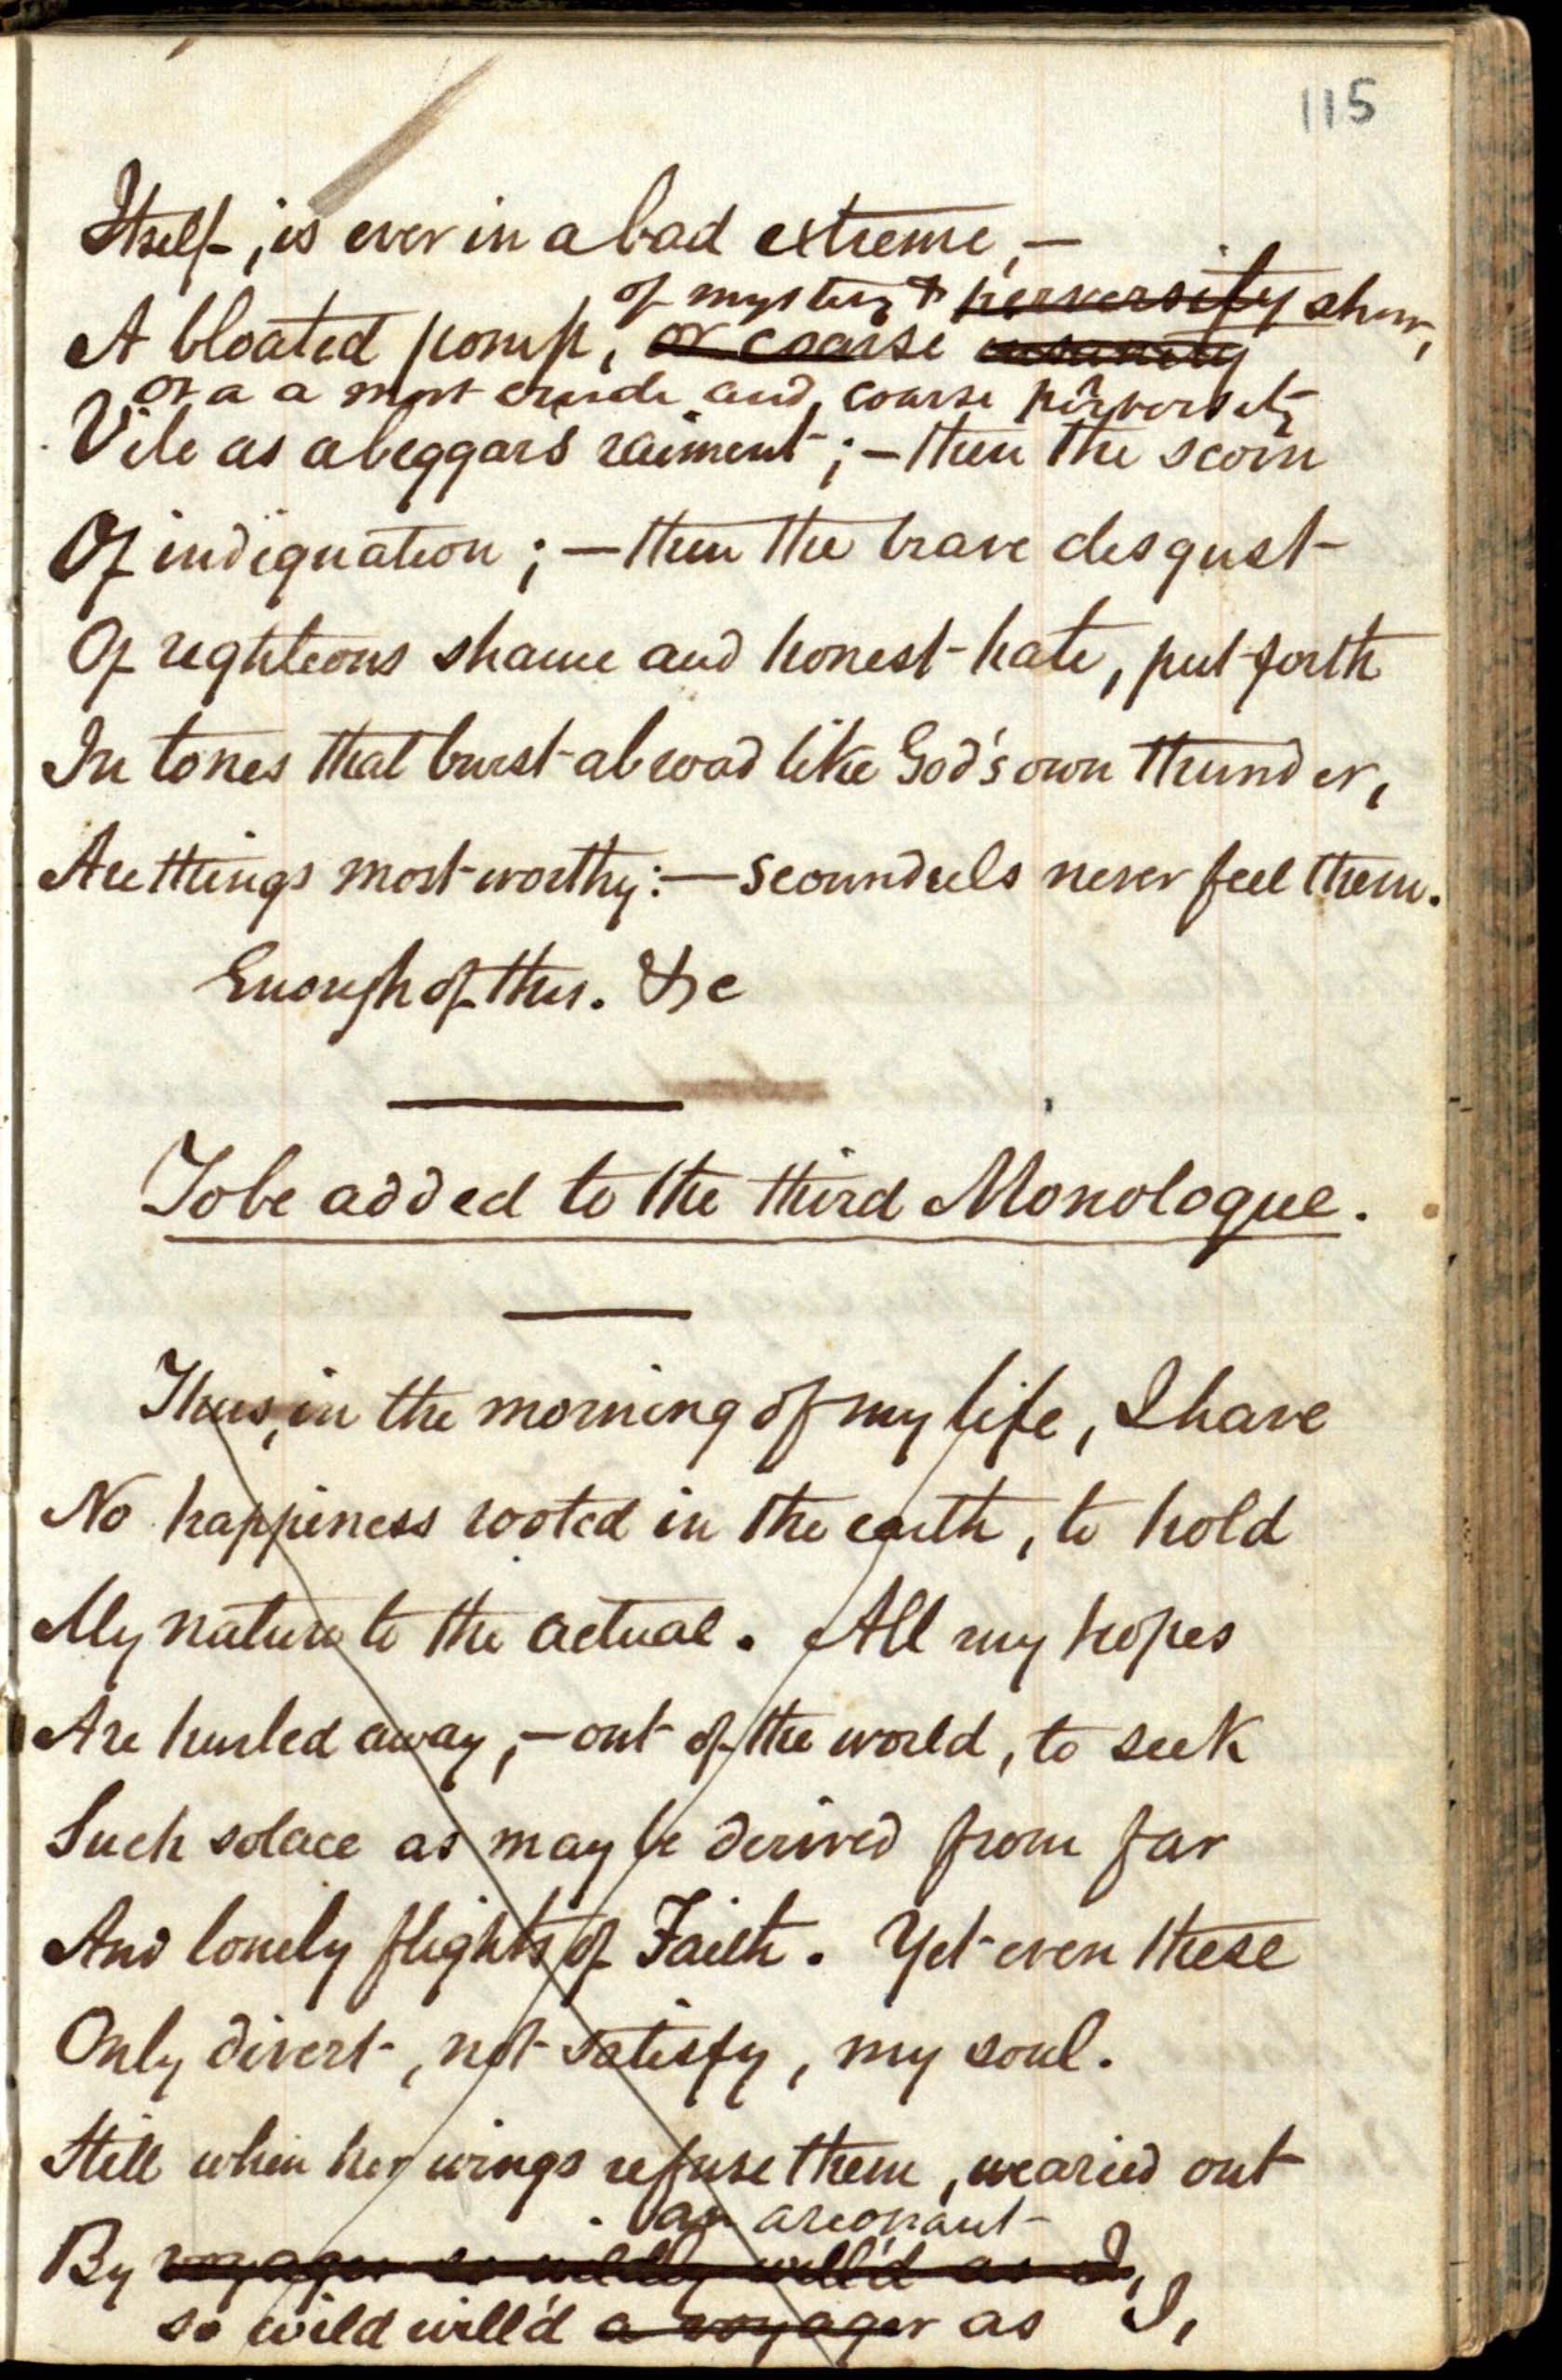 115
Itself, is ever in a bad extreme,—
of mystery & perversity show,
A bloated pomp, or coarse insanity
or a a most crude and coarse perversity
Vile as a beggar's raiment;—then the scorn
Of indignation;—then the brave disgust
Of righteous shame and honest hate, put forth
In tones that burst abroad like God's own thunder,
Are things most worthy:—scoundrels never feel them.
Enough of this. &c
To be added to the third Monologue.
Thus, in the morning of my life, I have
No happiness rooted in the earth, to hold
My nature to the actual. All my hopes
Are hurled away,—out of the world, to seek
Such solace as may be derived from far
And lonely flights of Faith. Yet even these
Only divert, not satisfy, my soul.
Still when her wings refuse them, wearied out
an areonaut
By voyager so wildly will'd as I,
so wild will'd a voyager as I,